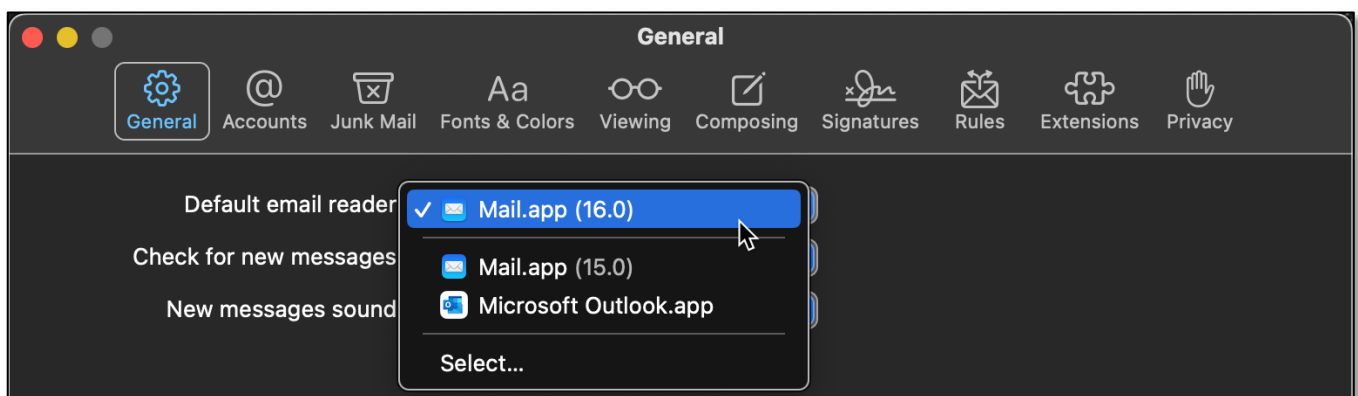 General
General
Accounts
Junk Mail
Aa
Fonts & Colors
Viewing
Composing
Signatures
Rules
Extensions
Privacy
Default email reader
✓ Mail.app (16.0)
Check for new messages
Mail.app (15.0)
New messages sound
Microsoft Outlook.app
Select...